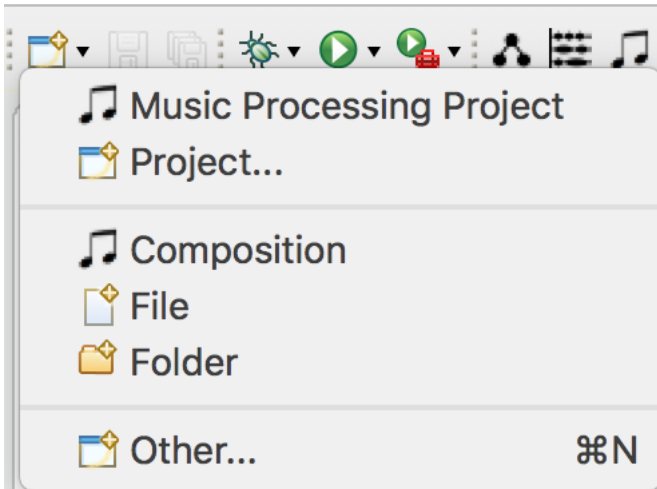 Music Processing Project
Project...
Composition
File
Folder
Other... ⌘N